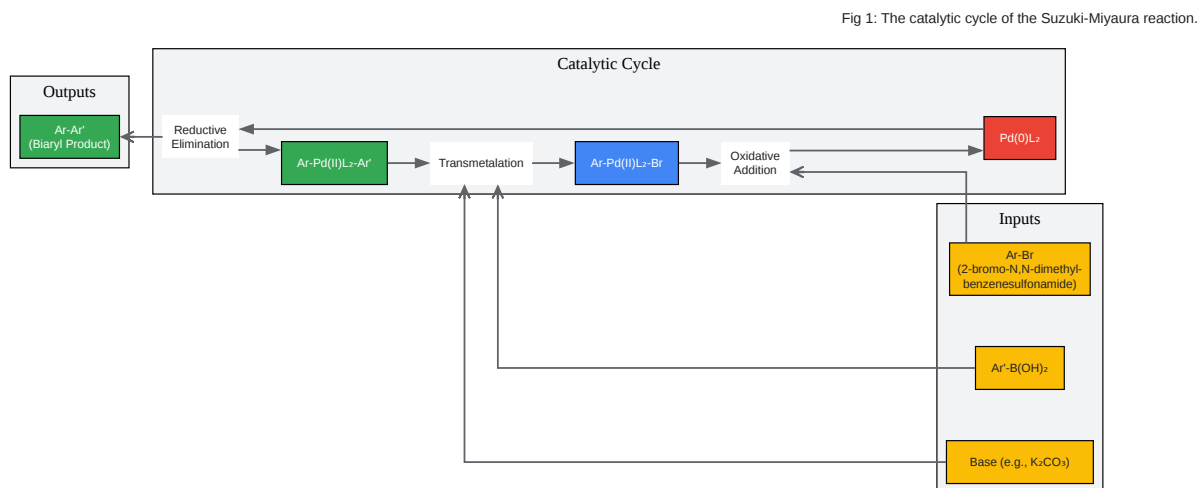 Fig 1: The catalytic cycle of the Suzuki-Miyaura reaction.
Catalytic Cycle
Outputs
Ar-Ar'
(Biaryl Product)
Reductive
Elimination
Ar-Pd(II)L₂-Ar'
Transmetalation
Ar-Pd(II)L₂-Br
Oxidative
Addition
Pd(0)L₂
Inputs
Ar-Br
(2-bromo-N,N-dimethyl-
benzenesulfonamide)
Ar'-B(OH)₂
Base (e.g., K₂CO₃)